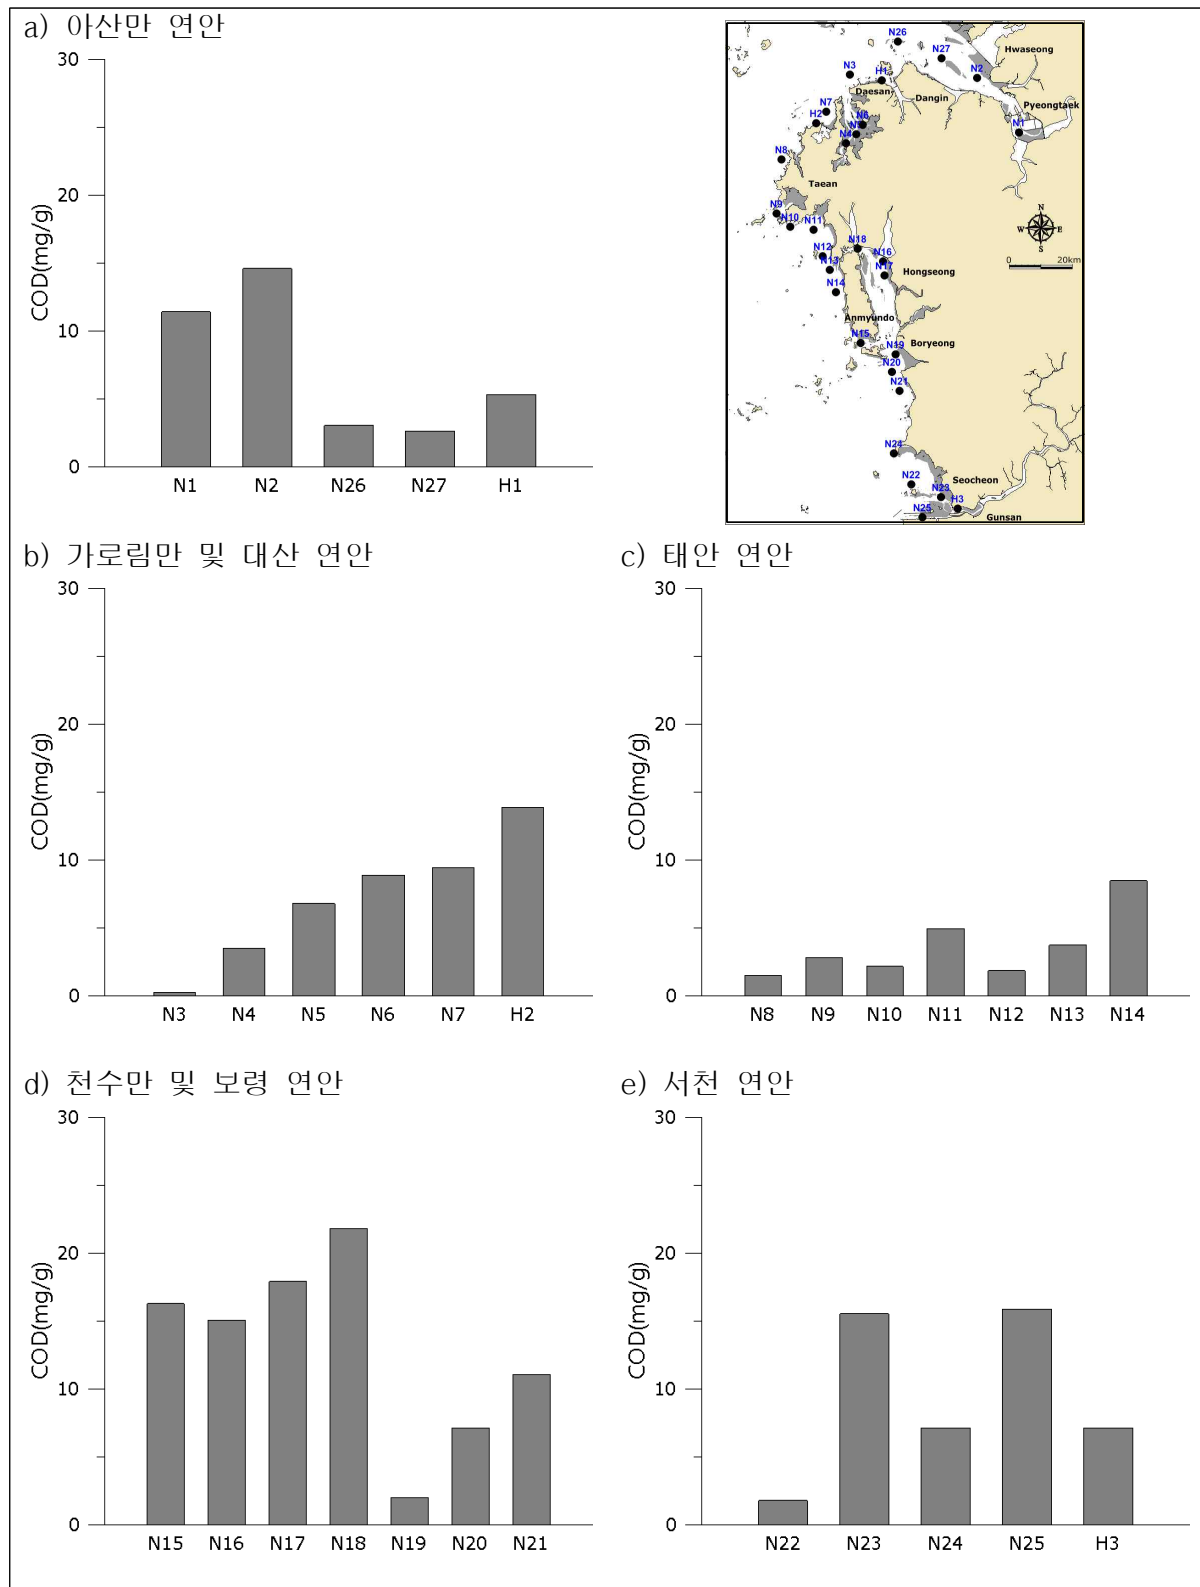 a) 아산만 연안
30
20
10
0
COD(mg/g)
N1 N2 N26 N27 H1
N26
N27
Hwaseong
N3
H1
N2
Daesan
Dangin
Pyeongtaek
N7
H2
N6
N5
N4
N1
N8
Taean
N9
N10
N11
N
W E
S
N18
N12
N16
N13
N17
Hongseong
0 20km
N14
Anmyundo
N15
N19
Boryeong
N20
N21
N24
N22
Seocheon
N23
H3
N25
Gunsan
b) 가로림만 및 대산 연안
30
20
10
0
COD(mg/g)
N3 N4 N5 N6 N7 H2
c) 태안 연안
30
20
10
0
COD(mg/g)
N8 N9 N10 N11 N12 N13 N14
d) 천수만 및 보령 연안
30
20
10
0
COD(mg/g)
N15 N16 N17 N18 N19 N20 N21
e) 서천 연안
30
20
10
0
COD(mg/g)
N22 N23 N24 N25 H3